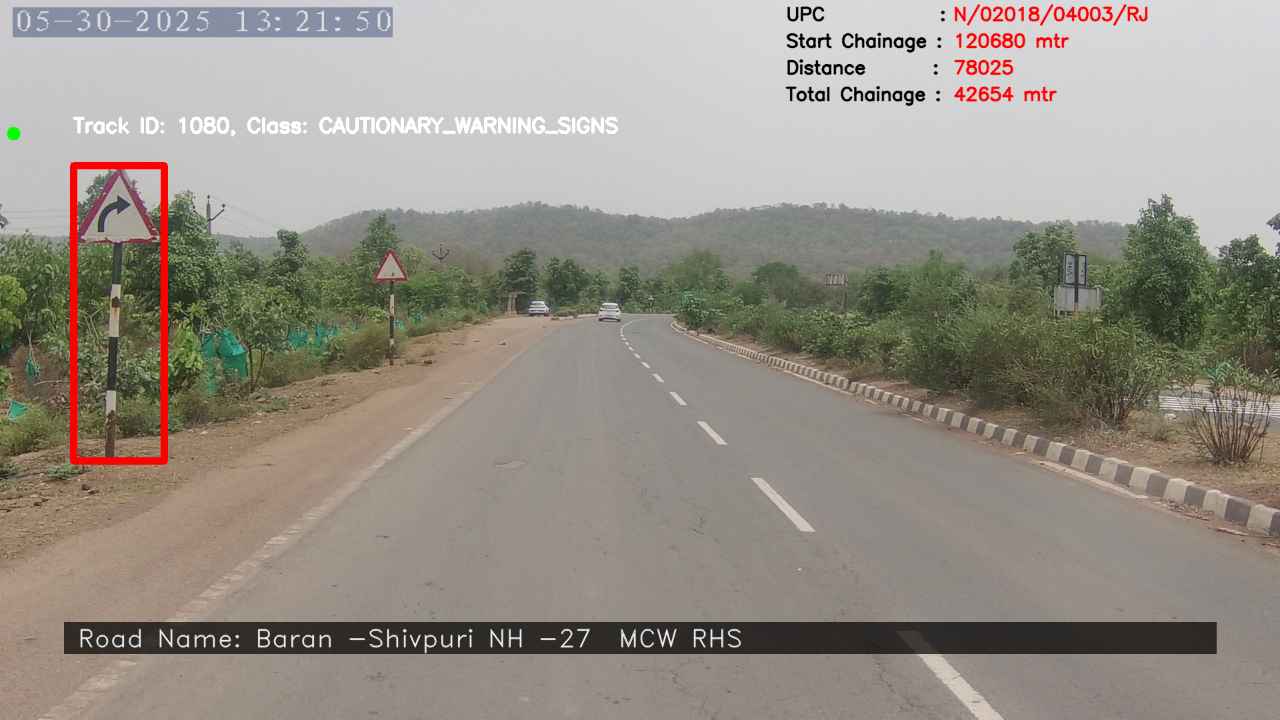 05-30-2025 13:21:50
UPC : N/02018/04003/RJ
Start Chainage : 120680 mtr
Distance : 78025
Total Chainage : 42654 mtr
Track ID: 1080, Class: CAUTIONARY_WARNING_SIGNS
Road Name: Baran -Shivpuri NH -27 MCW RHS